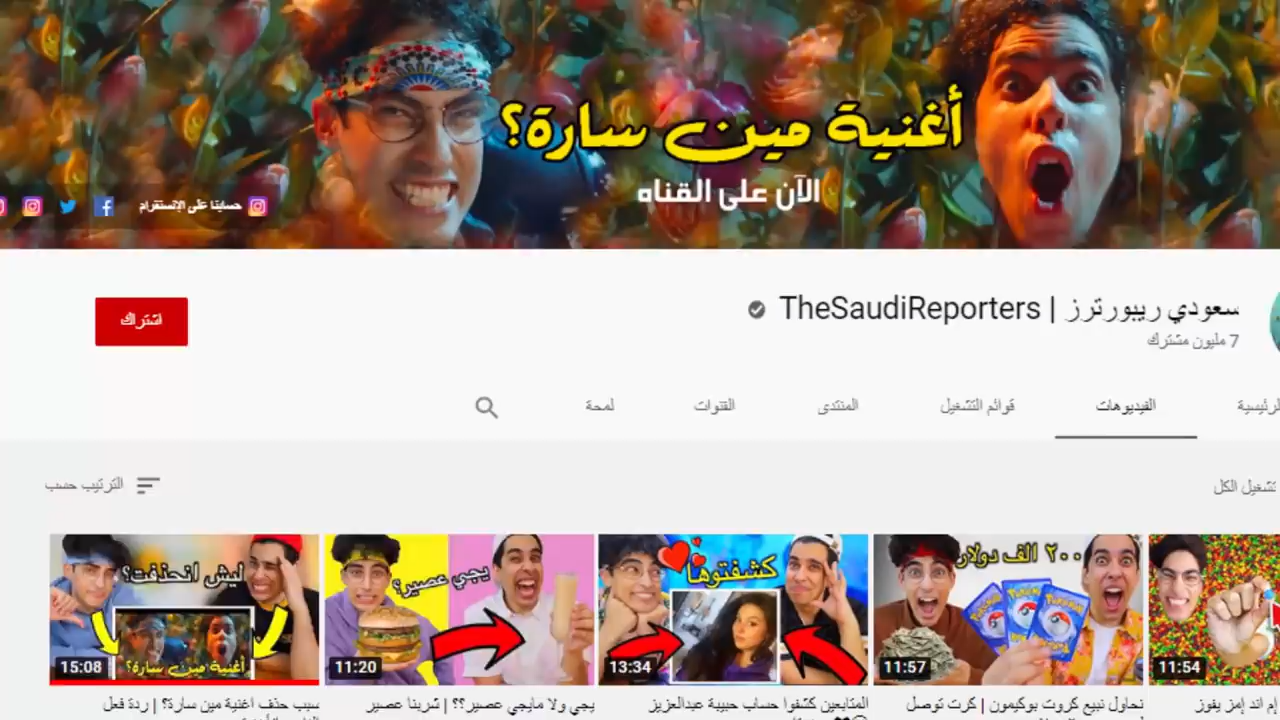 أغنية مين سارة؟
الآن على القناه
حسابنا على الإنستقرام
سعودي ريبورترز | TheSaudiReporters
7 مليون مشترك
اشتراك
الفيديوهات
قوائم التشغيل
المنتدى
القنوات
لمحة
تشغيل الكل
الترتيب حسب
٢٠٠ الف دولار
11:54
11:57
كشفتوها
13:34
يجي عصير؟
11:20
ليش انحذفت؟
أغنية مين سارة؟
15:08
نحاول نبيع كروت بوكيمون | كرت توصل
المتابعين كشفوا حساب حبيبة عبدالعزيز
يجي ولا مايجي عصير؟؟ | شربنا عصير
سبب حذف اغنية مين سارة؟ | ردة فعل